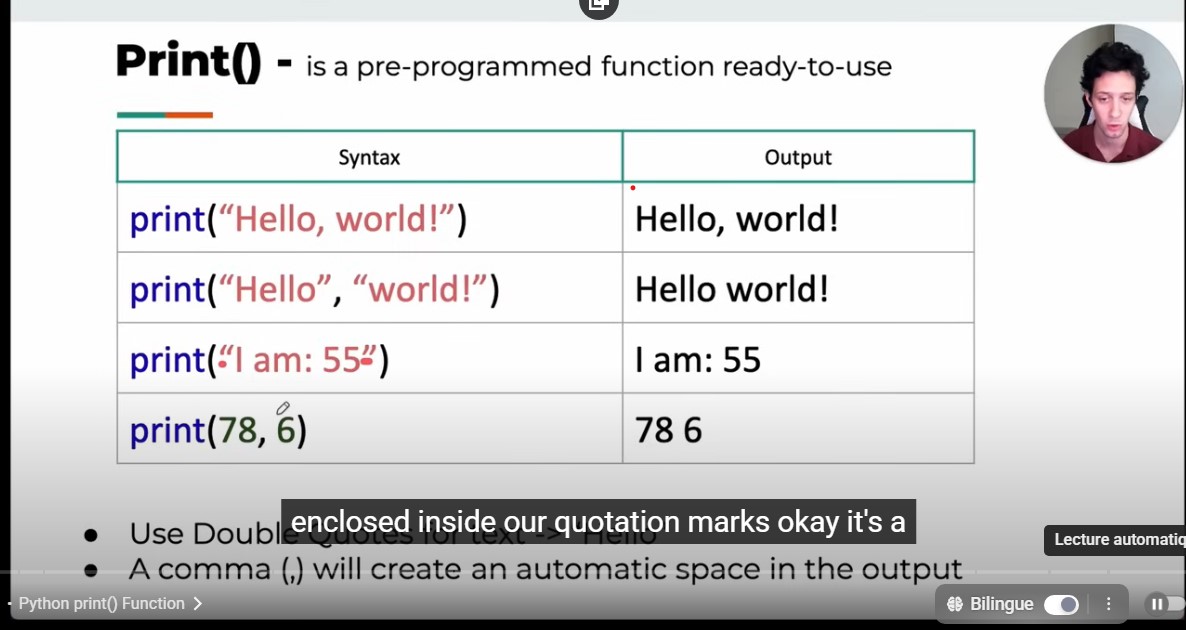 Print() - is a pre-programmed function ready-to-use
Syntax Output
print(“Hello, world!”) Hello, world!
print(“Hello”, “world!”) Hello world!
print(“I am: 55”) I am: 55
print(78, 6) 78 6
enclosed inside our quotation marks okay it's a
● Use Double Quotes for text -> "Hello"
● A comma (,) will create an automatic space in the output
Lecture automatiq
• Python print() Function >
Bilingue